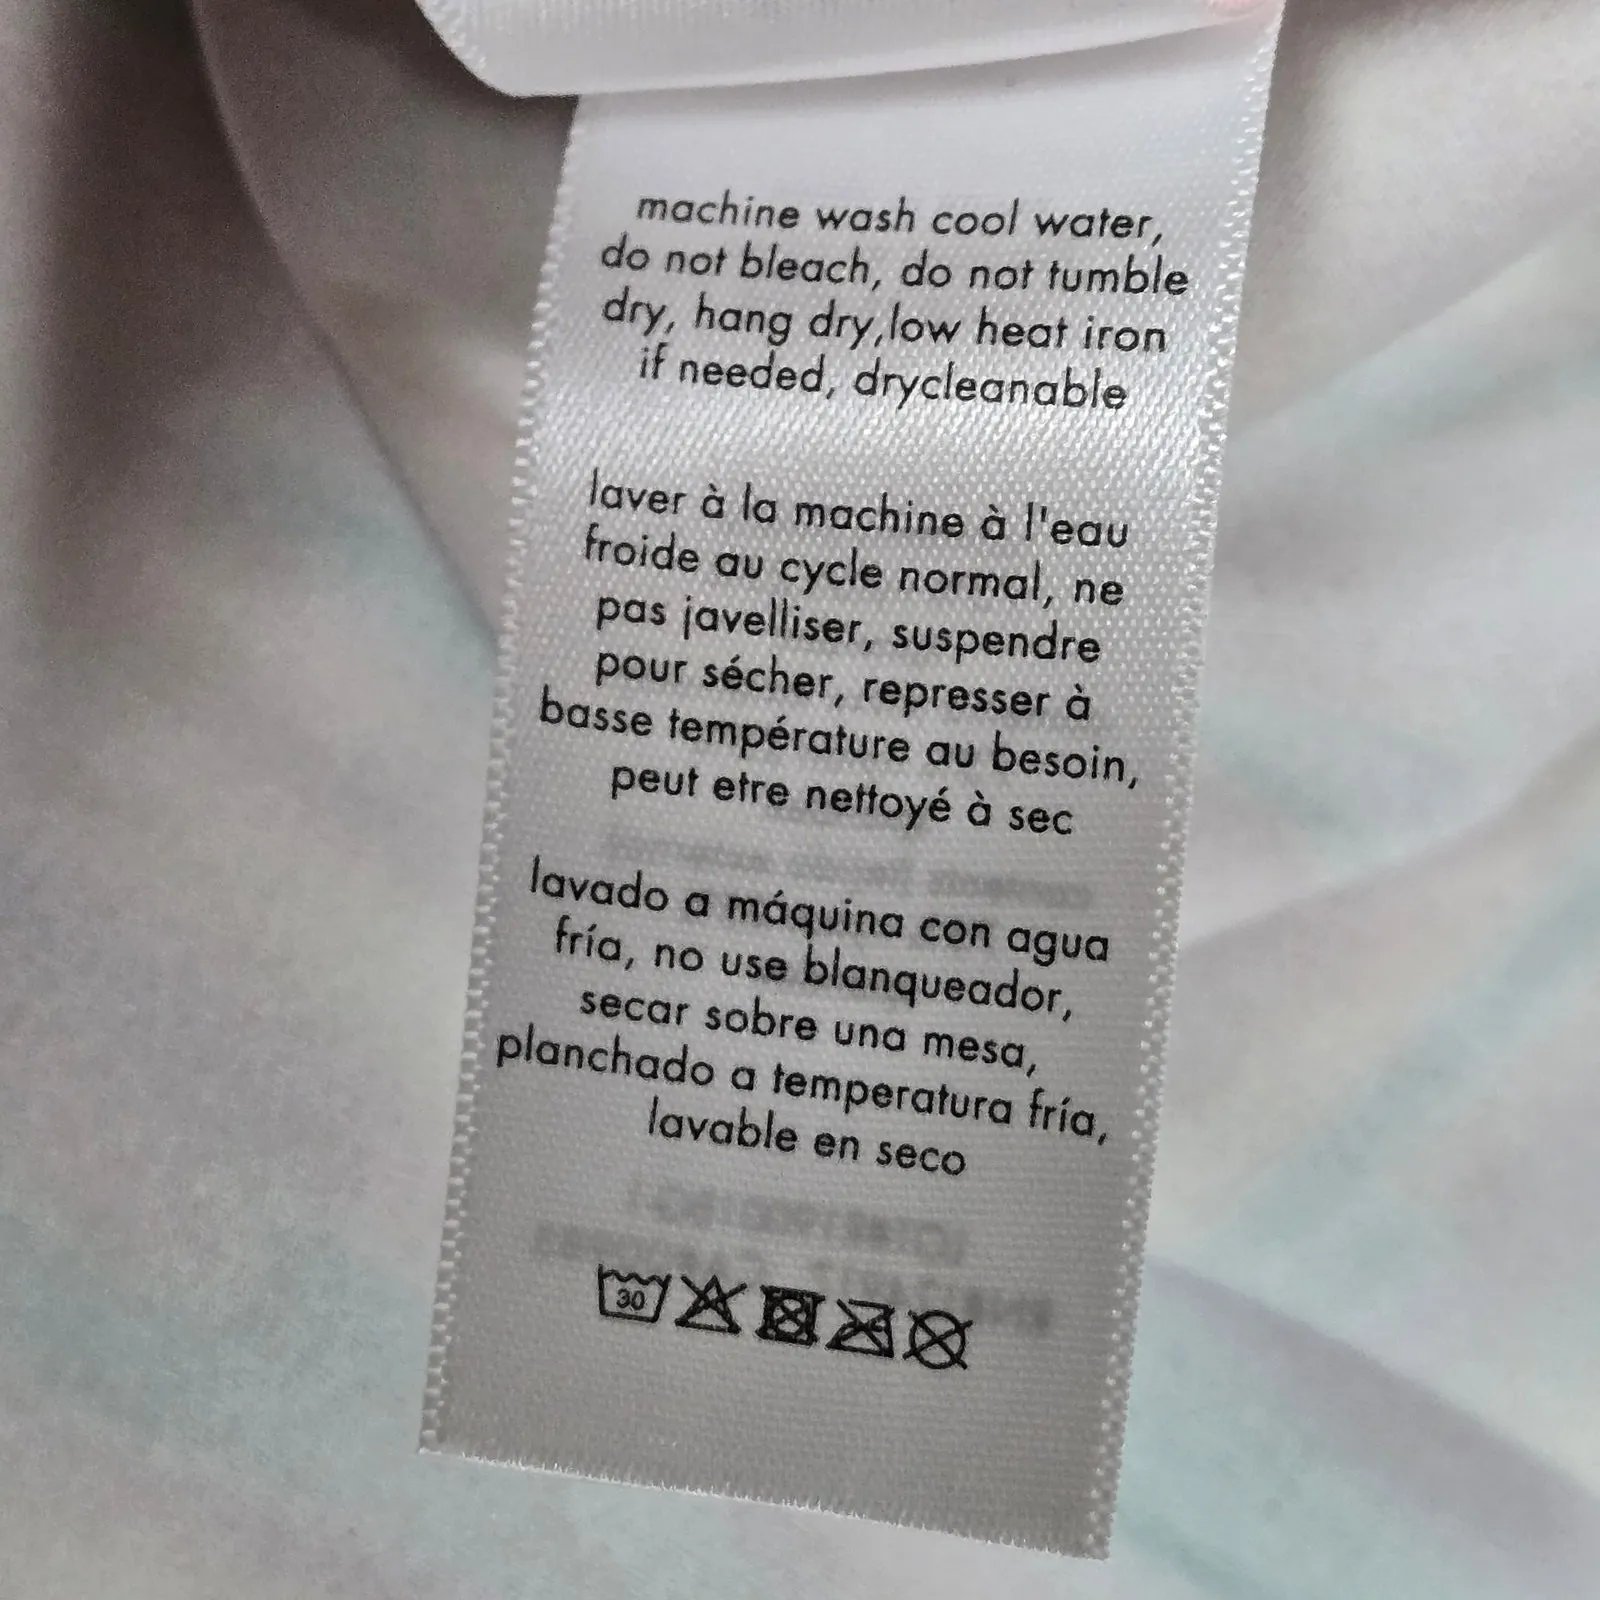 machine wash cool water,
do not bleach, do not tumble
dry, hang dry,low heat iron
if needed, drycleanable
laver à la machine à l'eau
froide au cycle normal, ne
pas javelliser, suspendre
pour sécher, represser à
basse température au besoin,
peut etre nettoyé à sec
lavado a máquina con agua
fría, no use blanqueador,
secar sobre una mesa,
planchado a temperatura fría,
lavable en seco
30